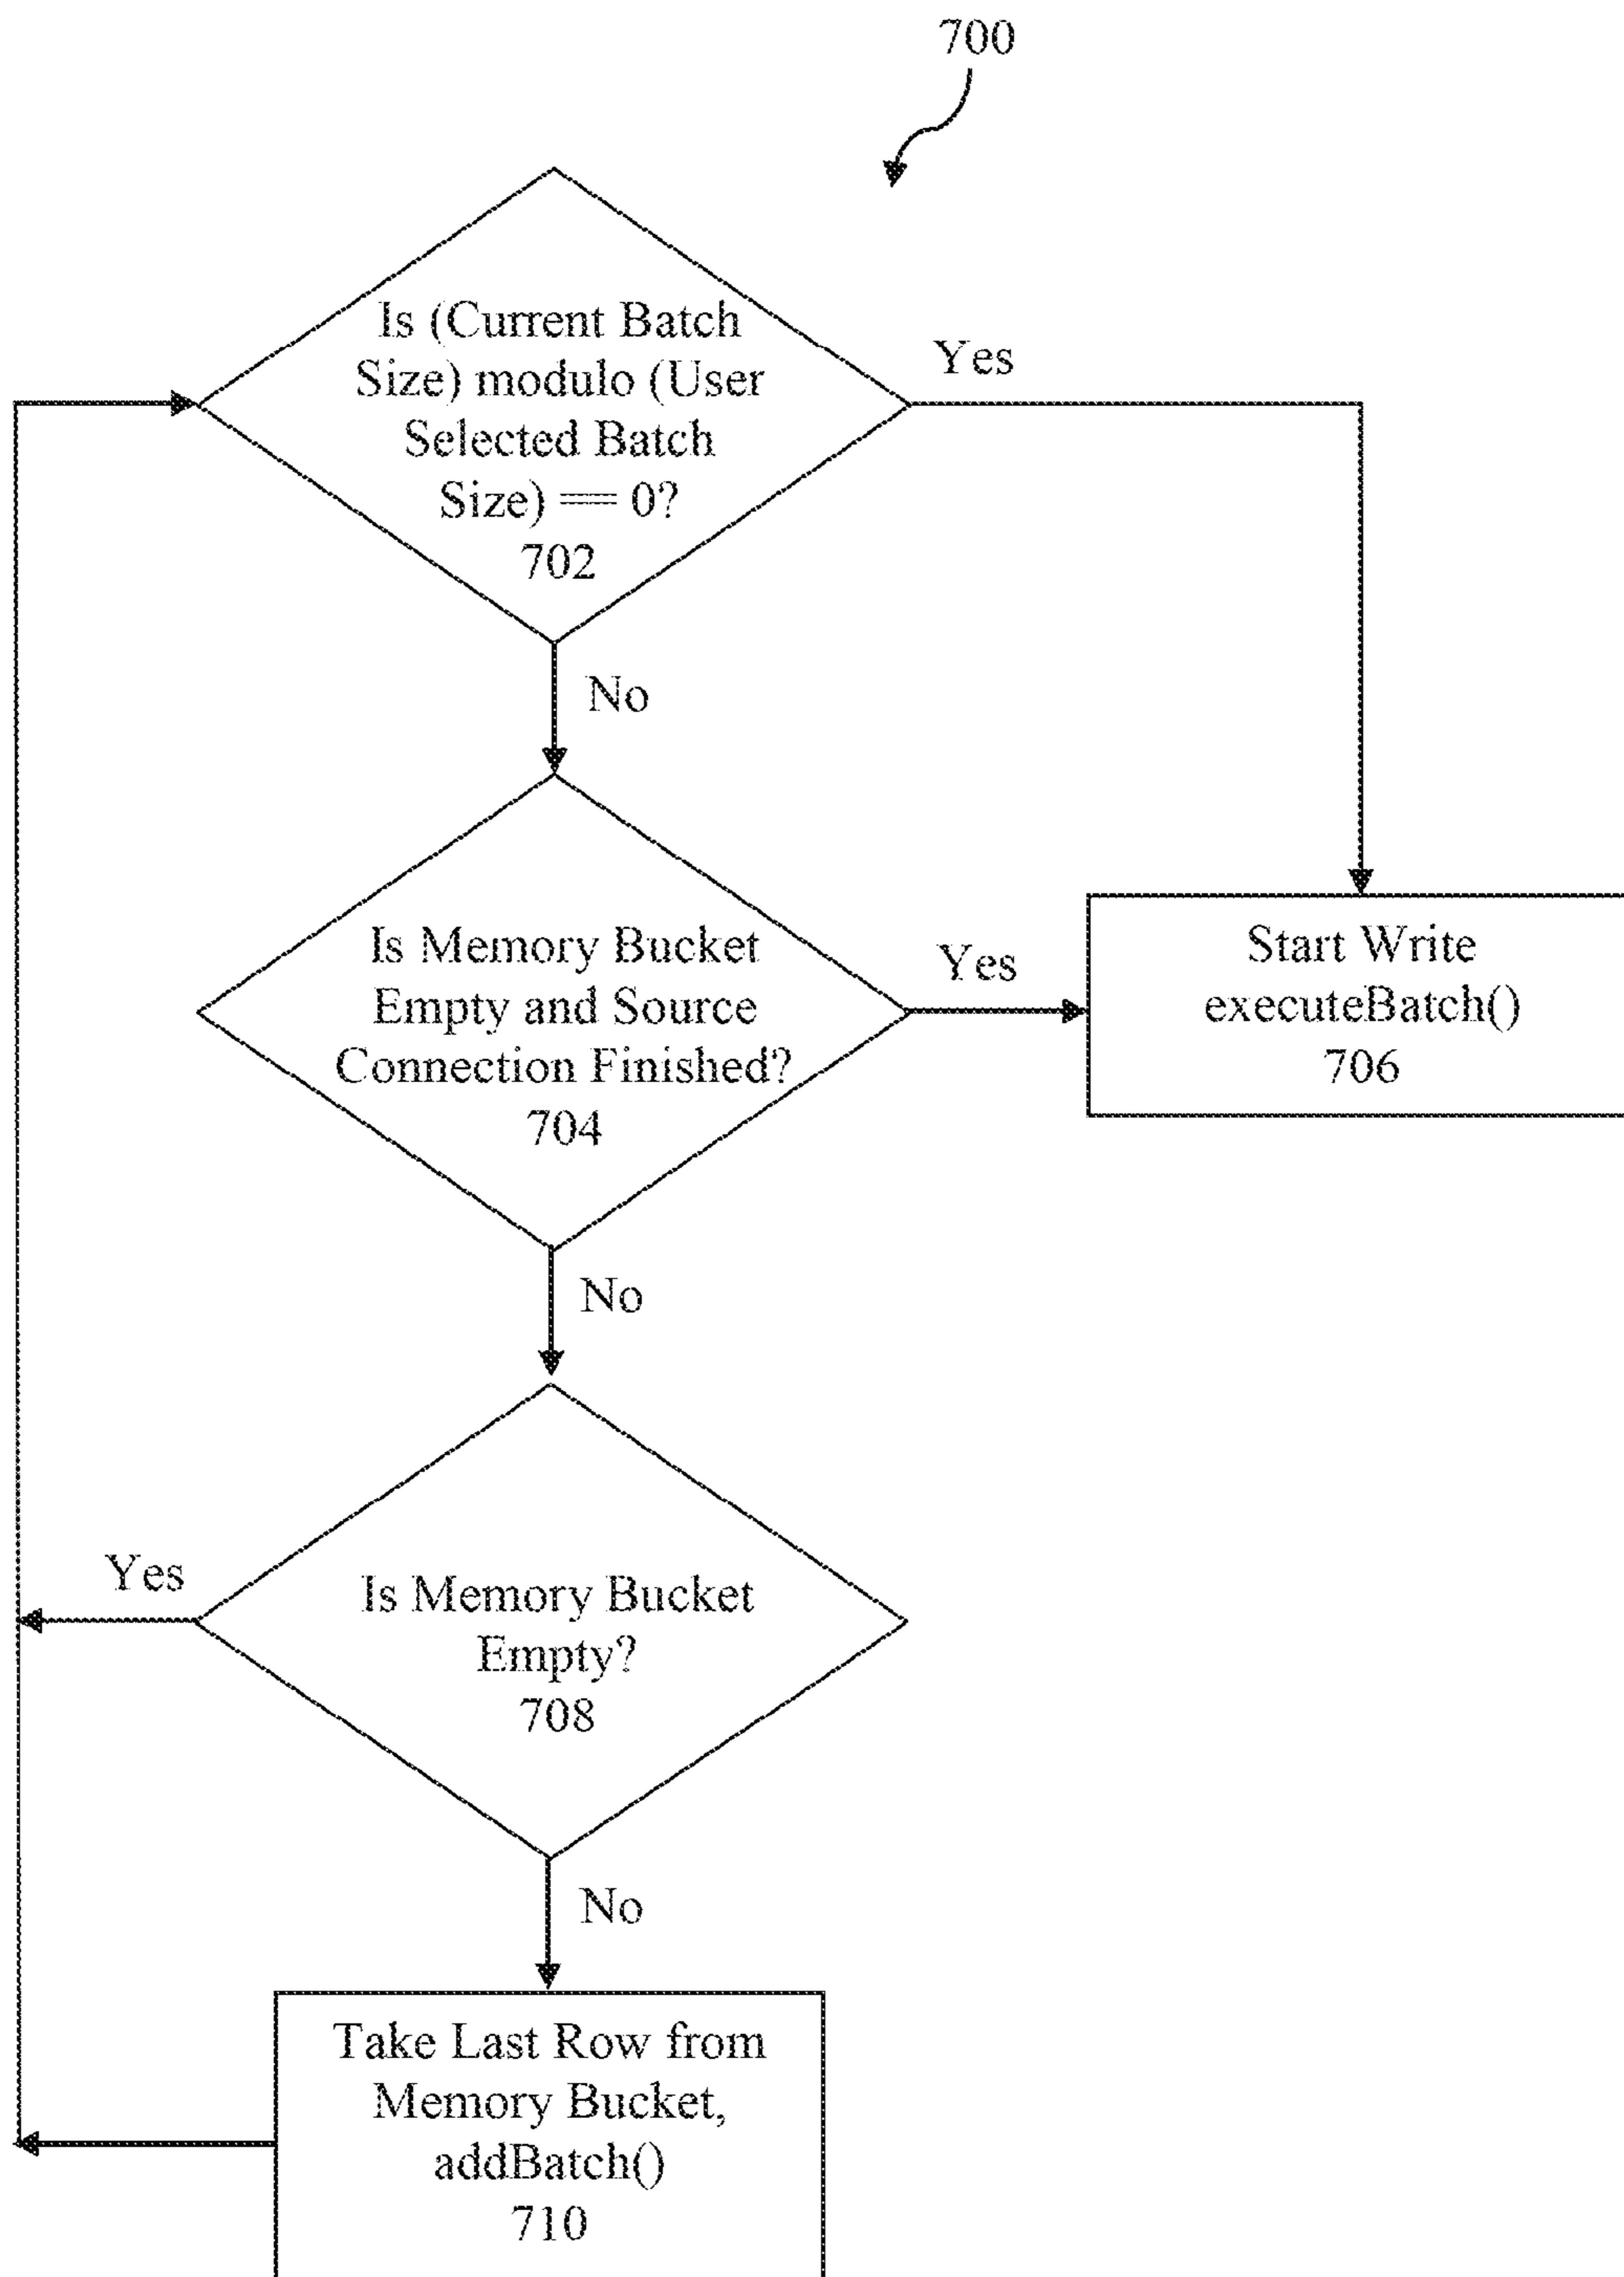 700
Is (Current Batch
Size) modulo (User
Selected Batch
Size) == 0?
702
Yes
No
Is Memory Bucket
Empty and Source
Connection Finished?
704
Yes
Start Write
executeBatch()
706
No
Is Memory Bucket
Empty?
708
Yes
No
Take Last Row from
Memory Bucket,
addBatch()
710